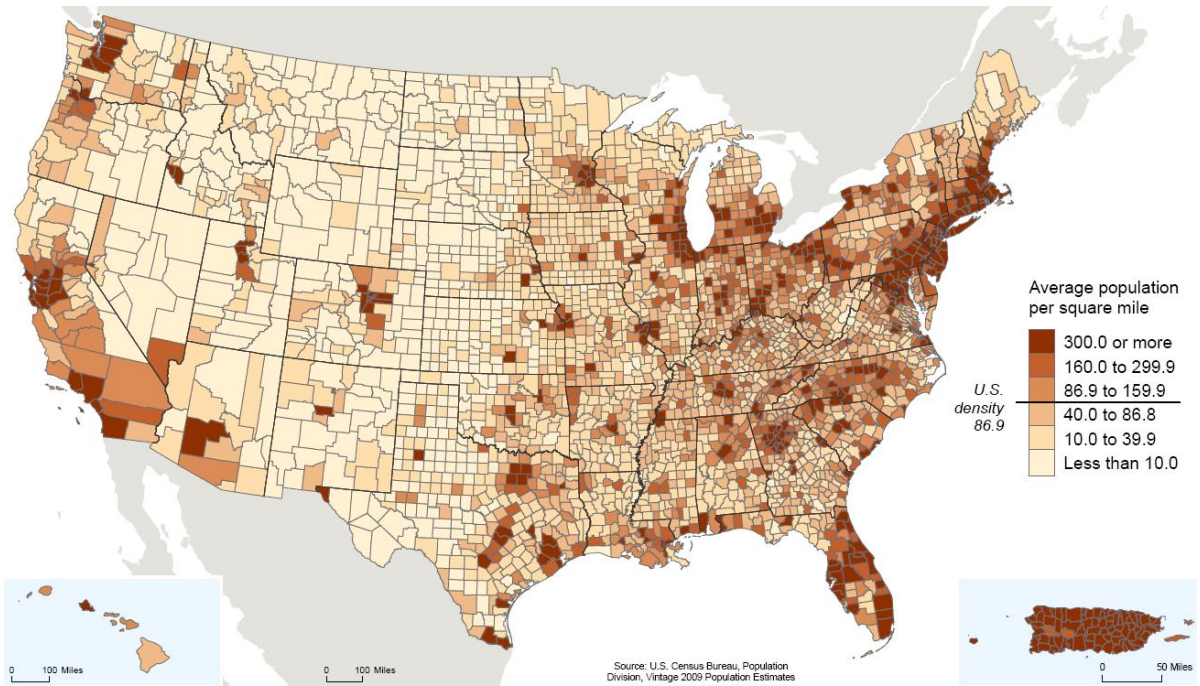 Average population
per square mile
300.0 or more
160.0 to 299.9
86.9 to 159.9
U.S.
density
86.9
40.0 to 86.8
10.0 to 39.9
Less than 10.0
0 100 Miles
0 100 Miles
Source: U.S. Census Bureau, Population
Division, Vintage 2009 Population Estimates
0 50 Miles